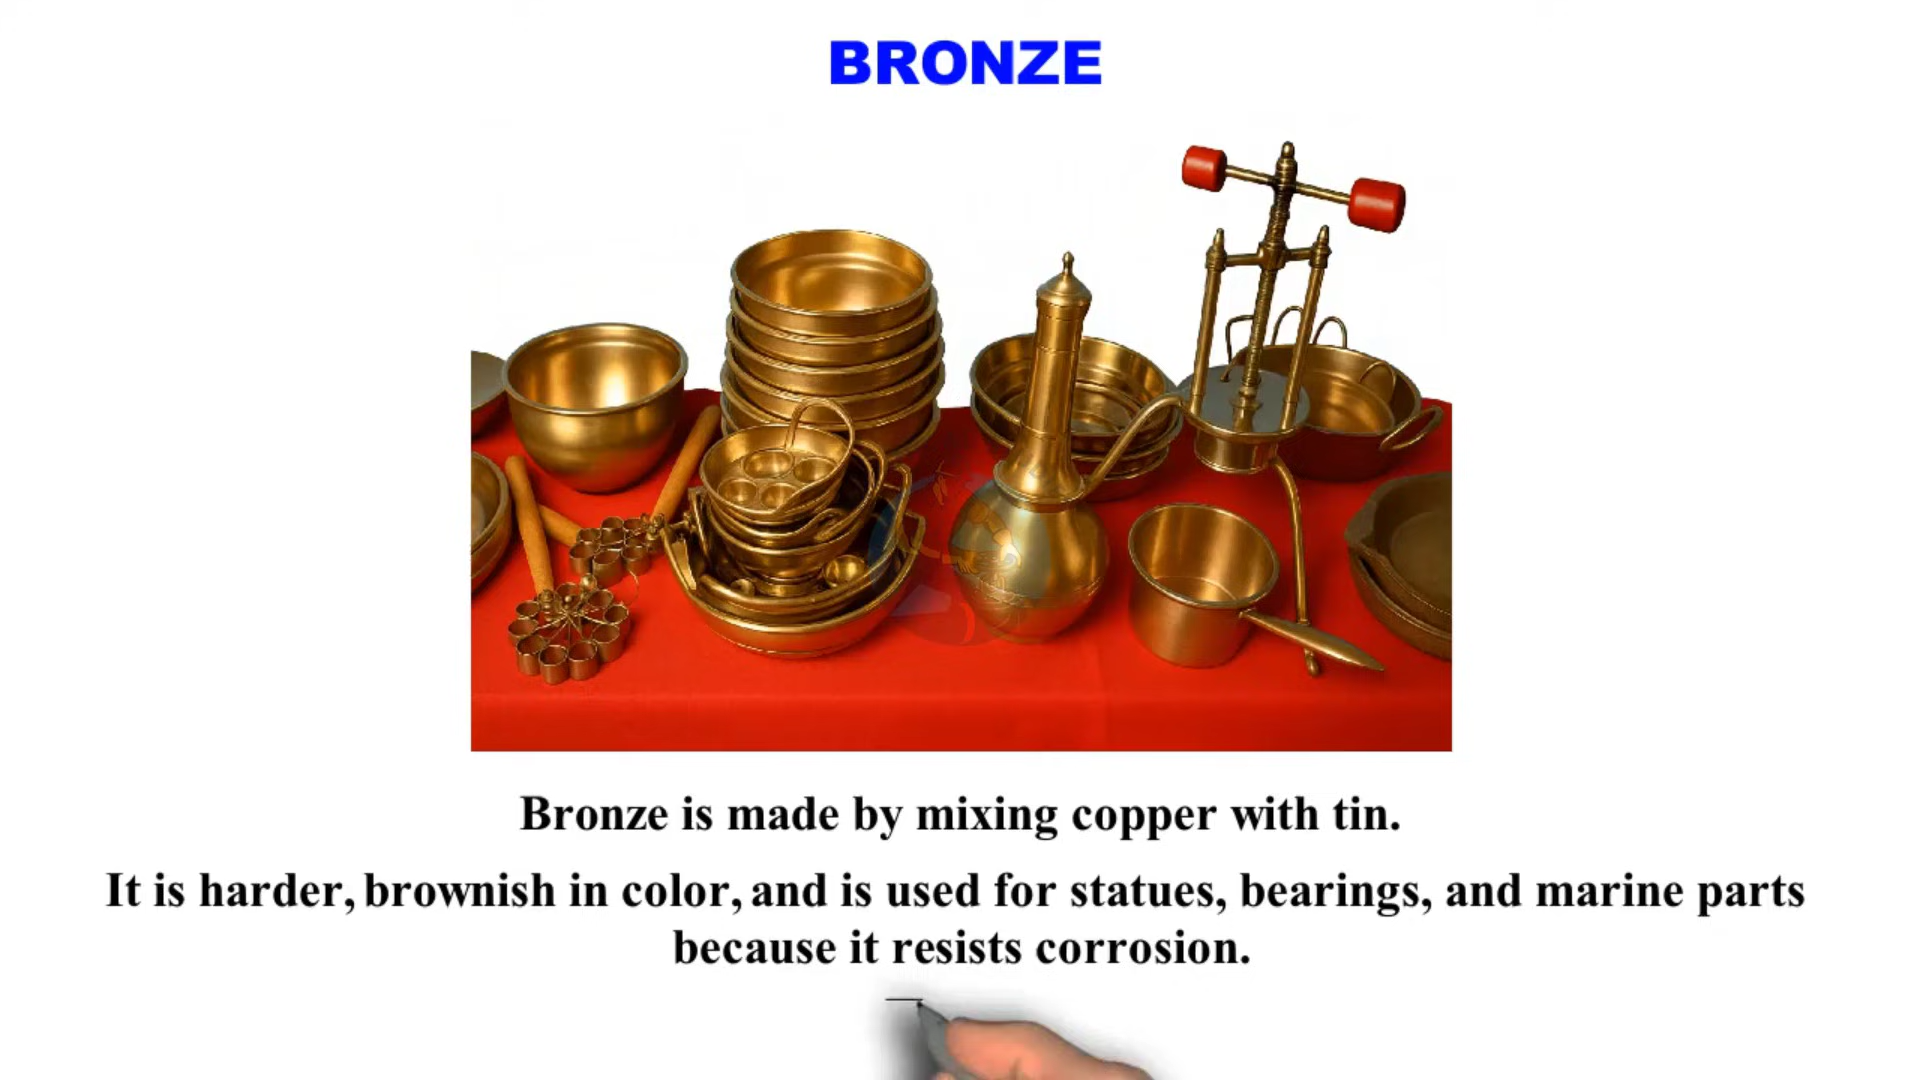 BRONZE
Bronze is made by mixing copper with tin.
It is harder, brownish in color, and is used for statues, bearings, and marine parts
because it resists corrosion.